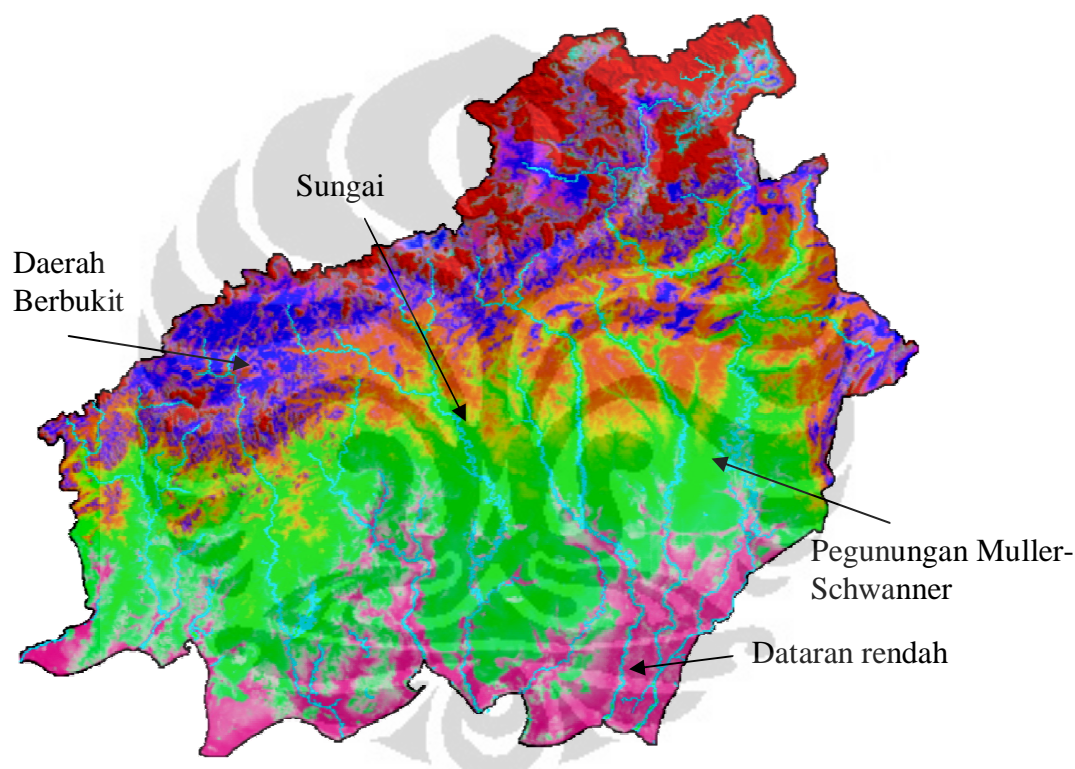 Sungai
Daerah
Berbukit
Pegunungan Muller-
Schwanner
Dataran rendah